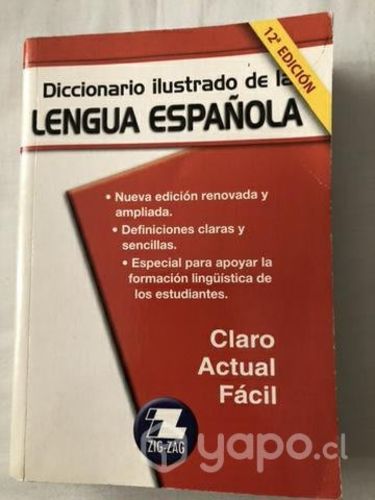 12ª EDICIÓN
Diccionario ilustrado de la
LENGUA ESPAÑOLA
• Nueva edición renovada y
ampliada.
• Definiciones claras y
sencillas.
• Especial para apoyar la
formación lingüística de
los estudiantes.
Claro
Actual
Fácil
ZIG-ZAG
yapo.cl